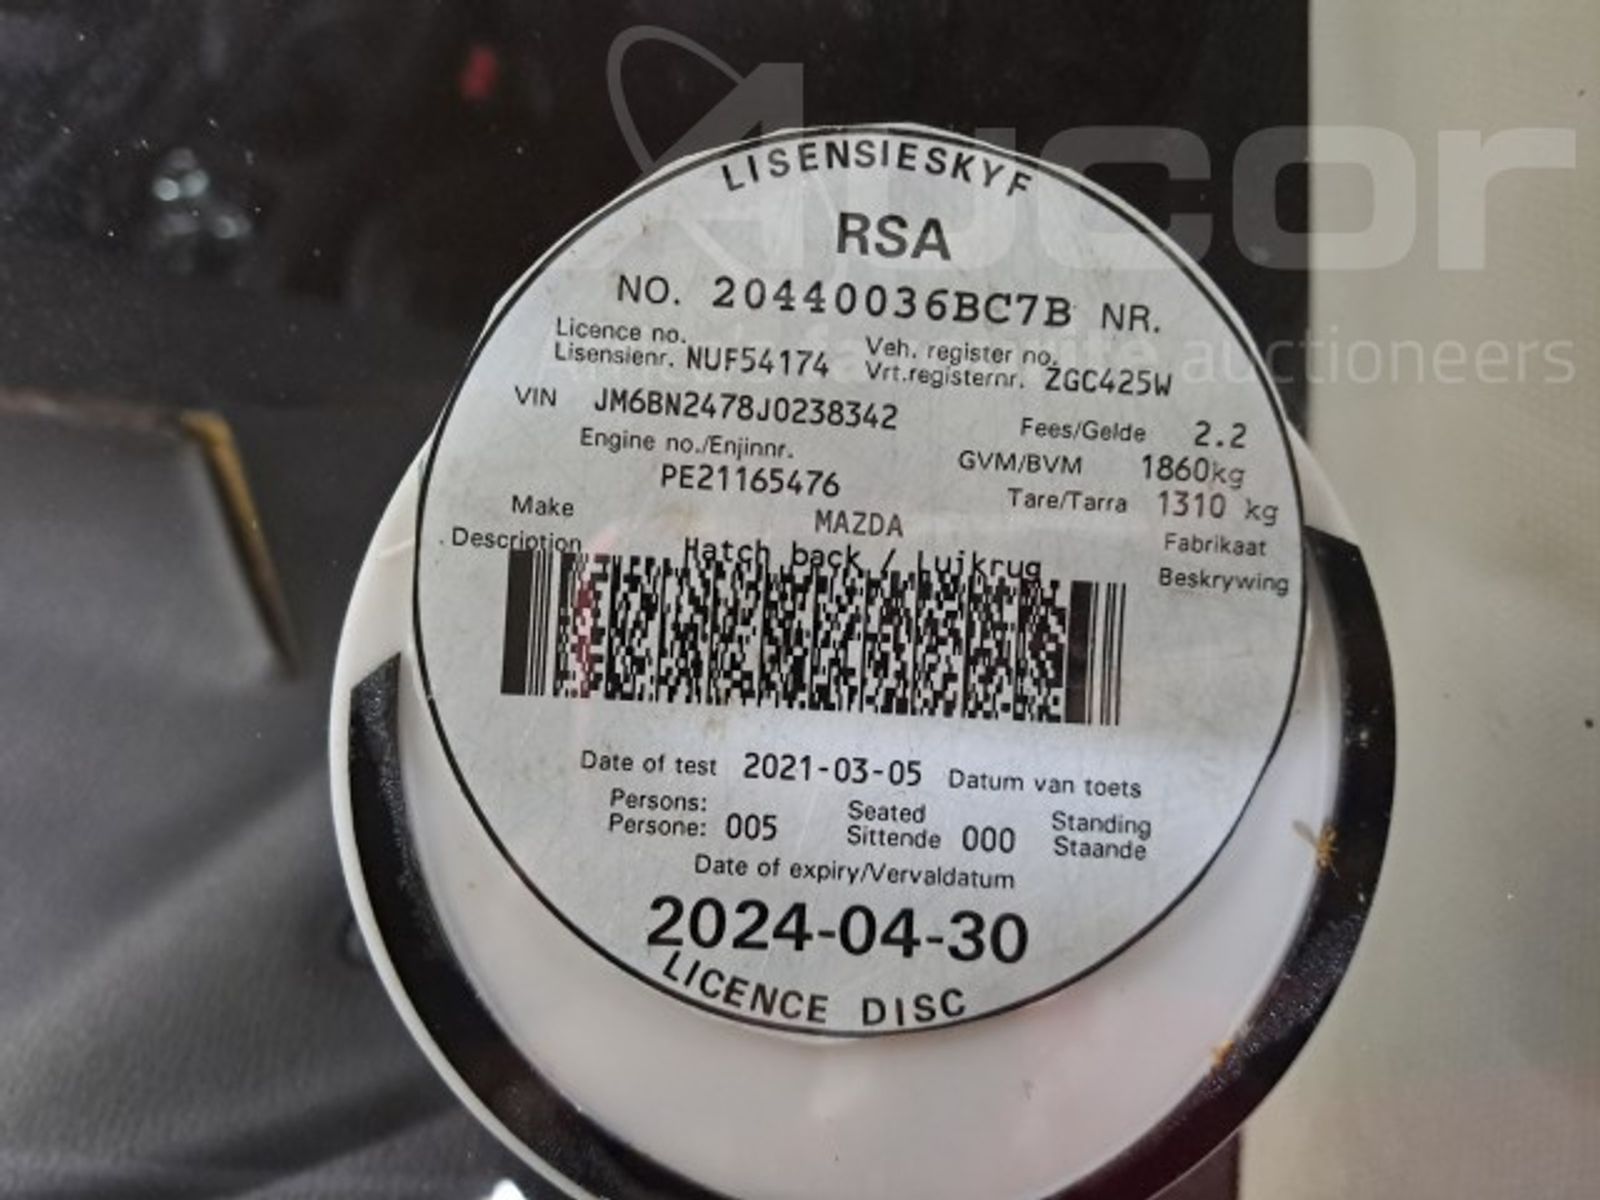 Aucor
auctioneers
LISENSIESKYF
RSA
NO. 20440036BC7B NR.
Licence no. Veh. register no.
Lisensienr. NUF54174 Vrt.registernr. ZGC425W
VIN JM6BN2478J0238342 Fees/Gelde 2.2
Engine no./Enjinnr. GVM/BVM 1860kg
PE21165476 Tare/Tarra 1310 kg
Make MAZDA Fabrikaat
Description Hatch back / Luikrug Beskrywing
Date of test 2021-03-05 Datum van toets
Persons: Seated Standing
Persone: 005 Sittende 000 Staande
Date of expiry/Vervaldatum
2024-04-30
LICENCE DISC